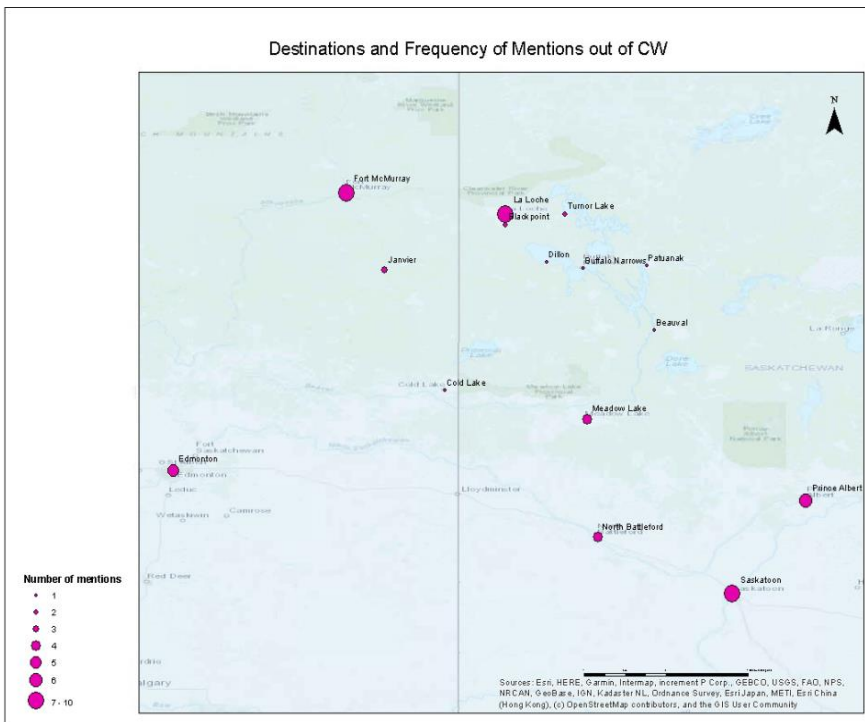 Destinations and Frequency of Mentions out of CW
N
Fort McMurray
La Loche
Blackpoint
Turnor Lake
Janvier
Dillon
Buffalo Narrows
Patuanak
Beauval
La Ronge
SASKATCHEWAN
Cold Lake
Cold Lake
Meadow Lake
Fort
Saskatchewan
Edmonton
Edmonton
Leduc
Wetaskiwin
Camrose
Lloydminster
Prince Albert
North Battleford
Red Deer
Saskatoon
Saskatoon
Number of mentions
1
2
3
4
5
6
7 - 10
Sources: Esri, HERE, Garmin, Intermap, increment P Corp., GEBCO, USGS, FAO, NPS,
NRCAN, GeoBase, IGN, Kadaster NL, Ordnance Survey, Esri Japan, METI, Esri China
(Hong Kong), (c) OpenStreetMap contributors, and the GIS User Community